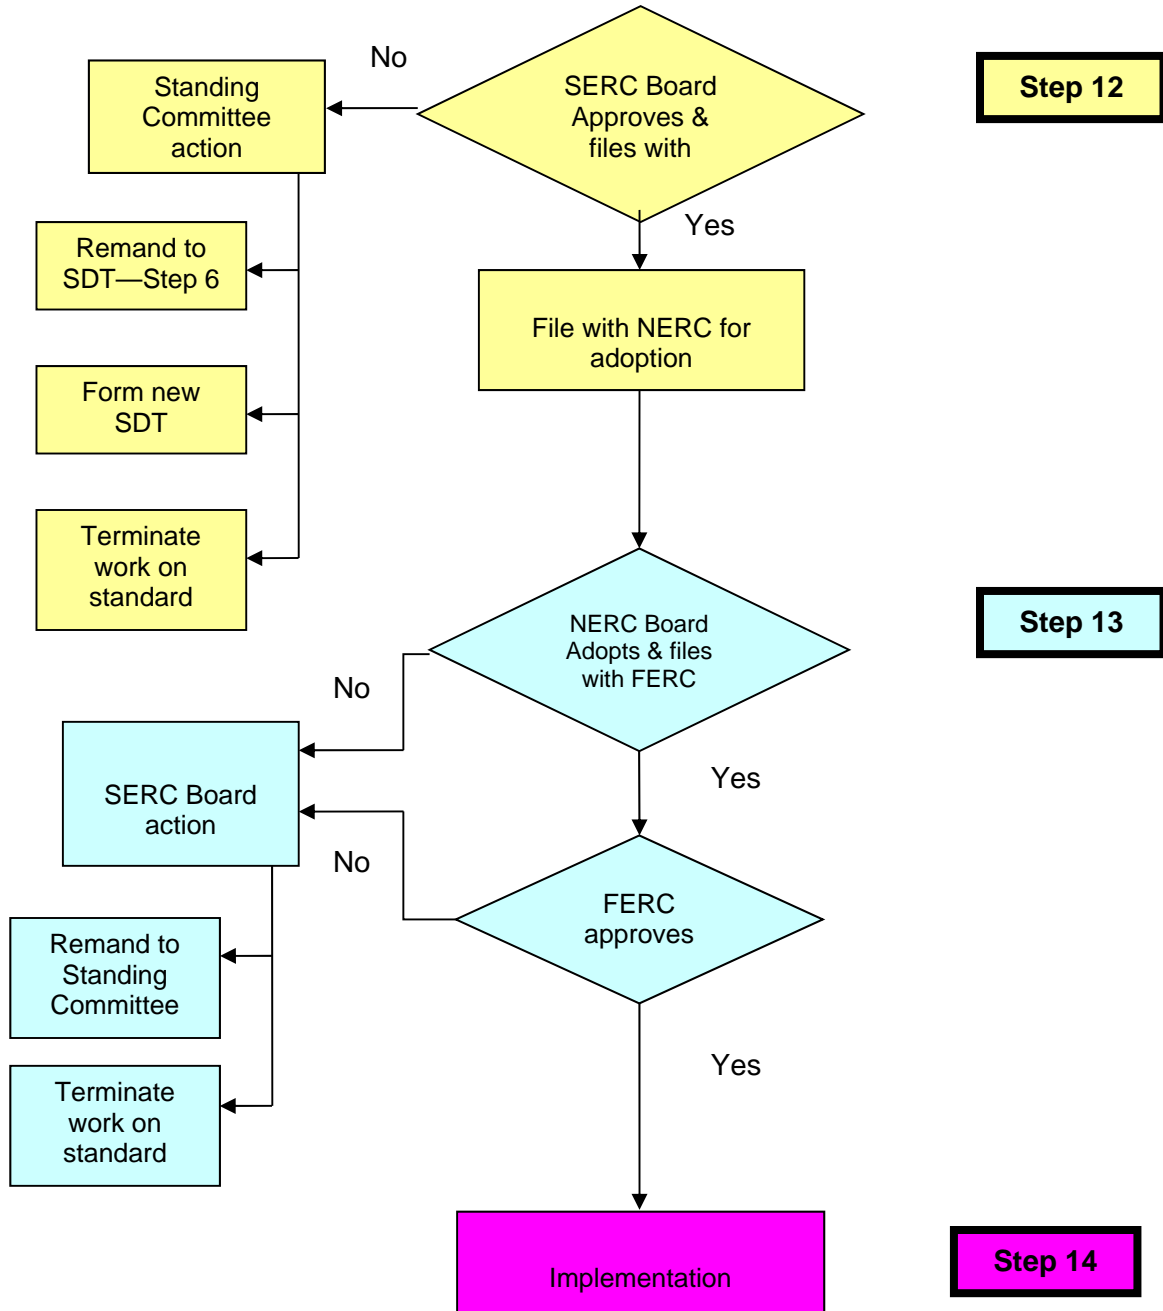 No
Standing
Committee
action
SERC Board
Approves &
files with
Step 12
Yes
Remand to
SDT—Step 6
File with NERC for
adoption
Form new
SDT
Terminate
work on
standard
NERC Board
Adopts & files
with FERC
Step 13
No
SERC Board
action
Yes
No
FERC
approves
Remand to
Standing
Committee
Yes
Terminate
work on
standard
Implementation
Step 14